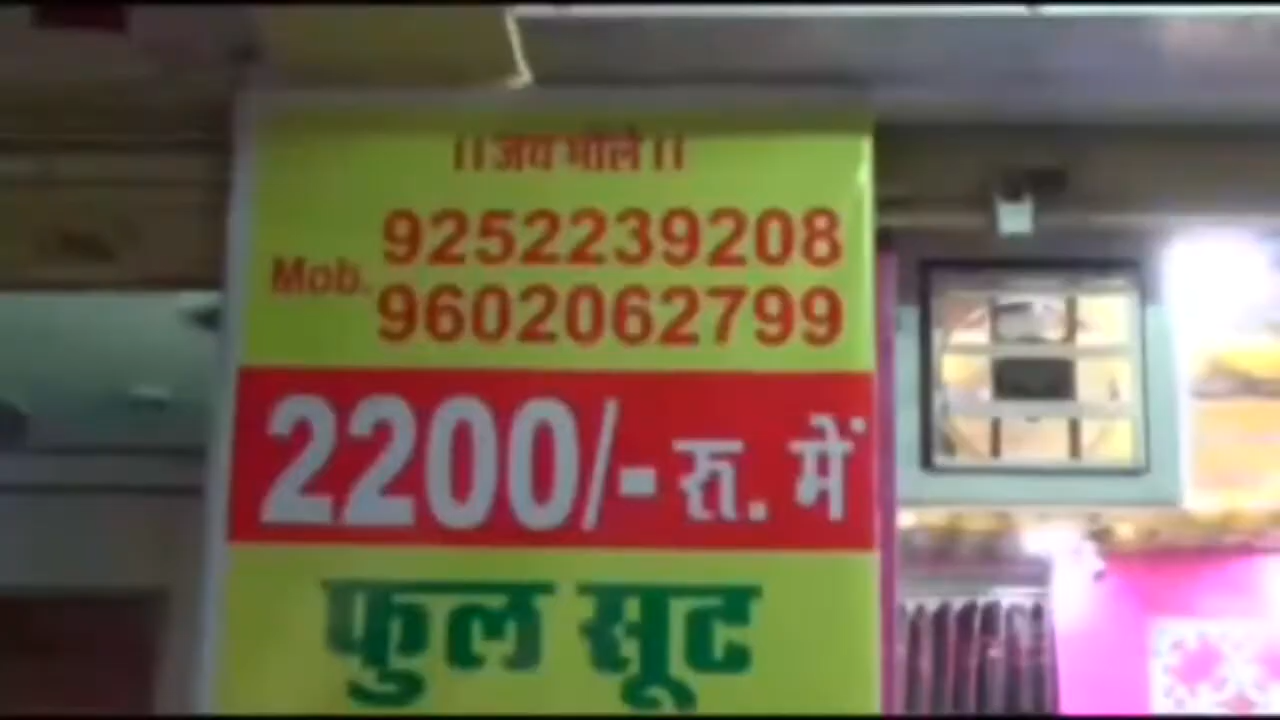 ।। जय भोले ।।
Mob. 9252239208
9602062799
2200/- रु. में
फुल सूट